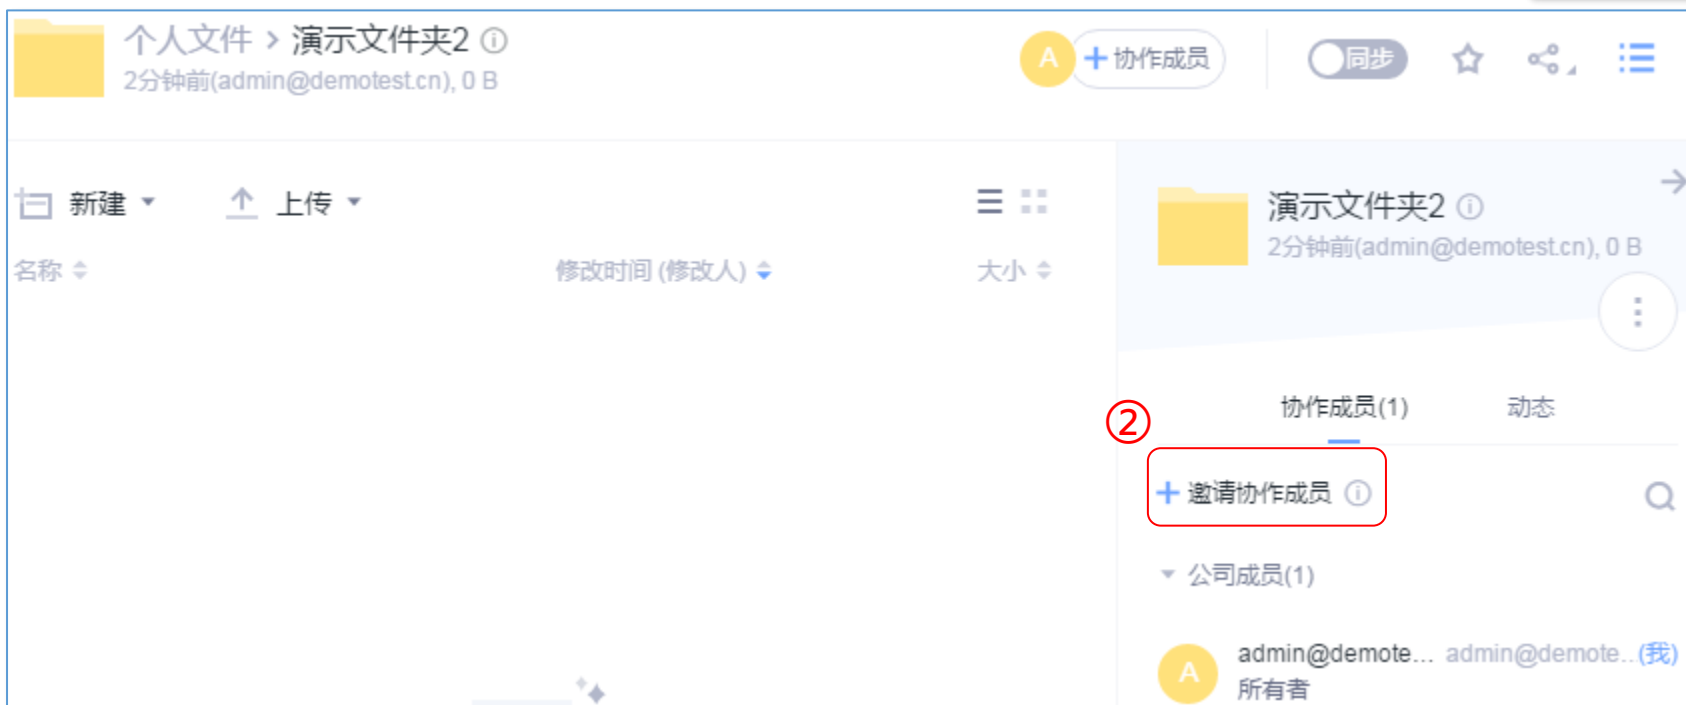 个人文件 > 演示文件夹2
2分钟前(admin@demotest.cn), 0 B
A
+ 协作成员
同步
新建
上传
名称
修改时间 (修改人)
大小
演示文件夹2
2分钟前(admin@demotest.cn), 0 B
协作成员(1)
动态
②
+ 邀请协作成员
公司成员(1)
A
admin@demote... admin@demote...(我)
所有者